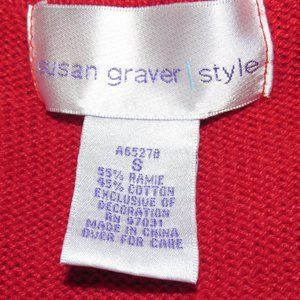 susan graver | style
A65278
S
55% RAMIE
45% COTTON
EXCLUSIVE OF
DECORATION
RN 97031
MADE IN CHINA
OVER FOR CARE